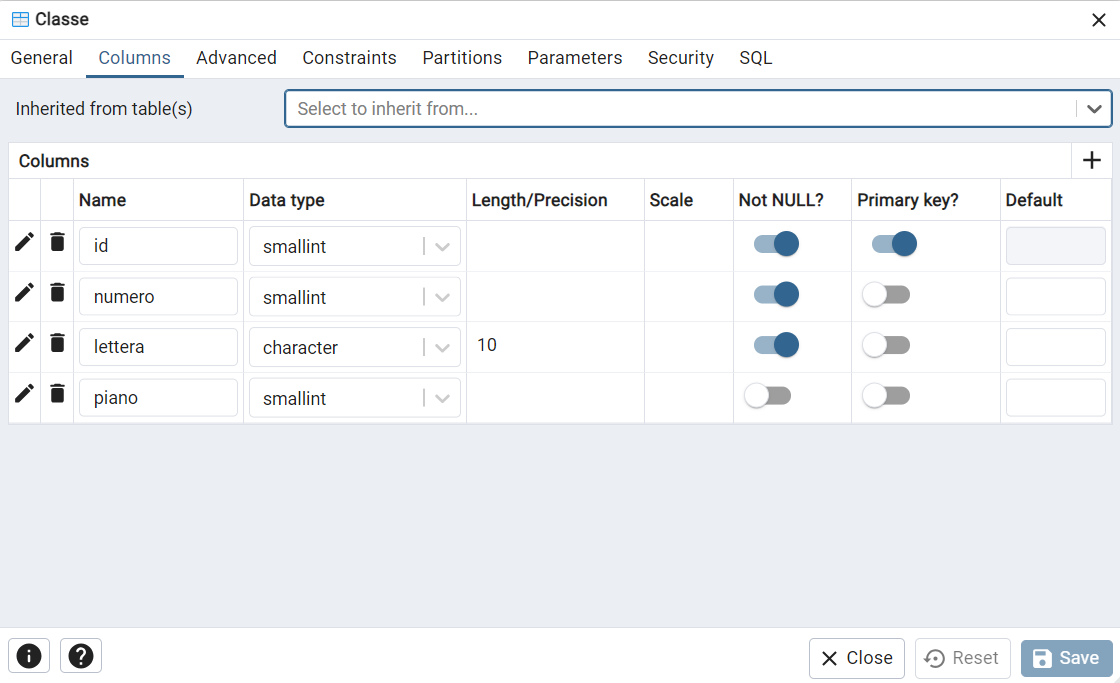 Classe
General Columns Advanced Constraints Partitions Parameters Security SQL
Inherited from table(s) Select to inherit from...
Columns
Name Data type Length/Precision Scale Not NULL? Primary key? Default
id smallint
numero smallint
lettera character 10
piano smallint
Close Reset Save